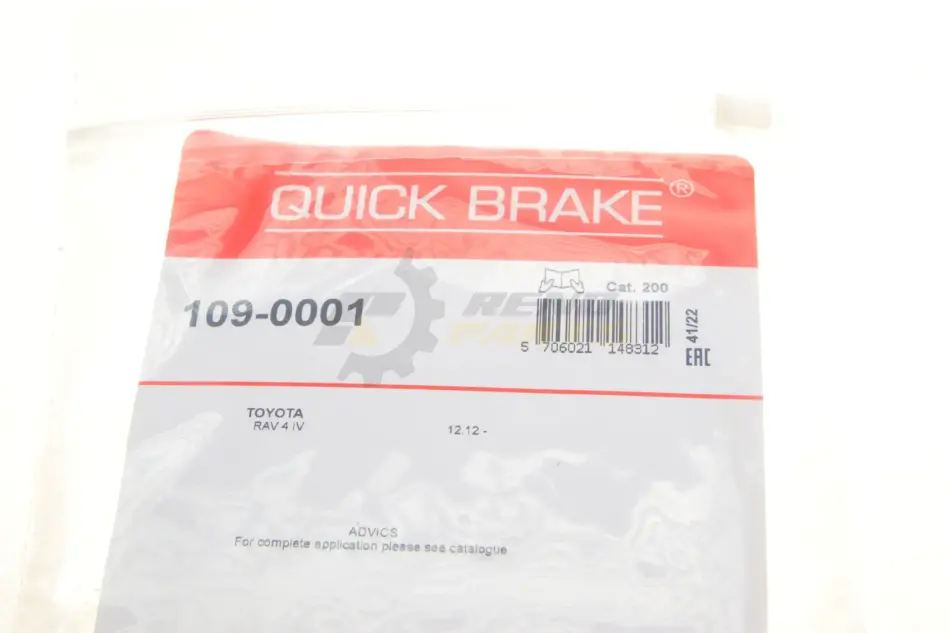 QUICK BRAKE®
Cat. 200
109-0001
5 706021 148312
41/22
EAC
TOYOTA
RAV 4 IV 12.12 -
ADVICS
For complete application please see catalogue